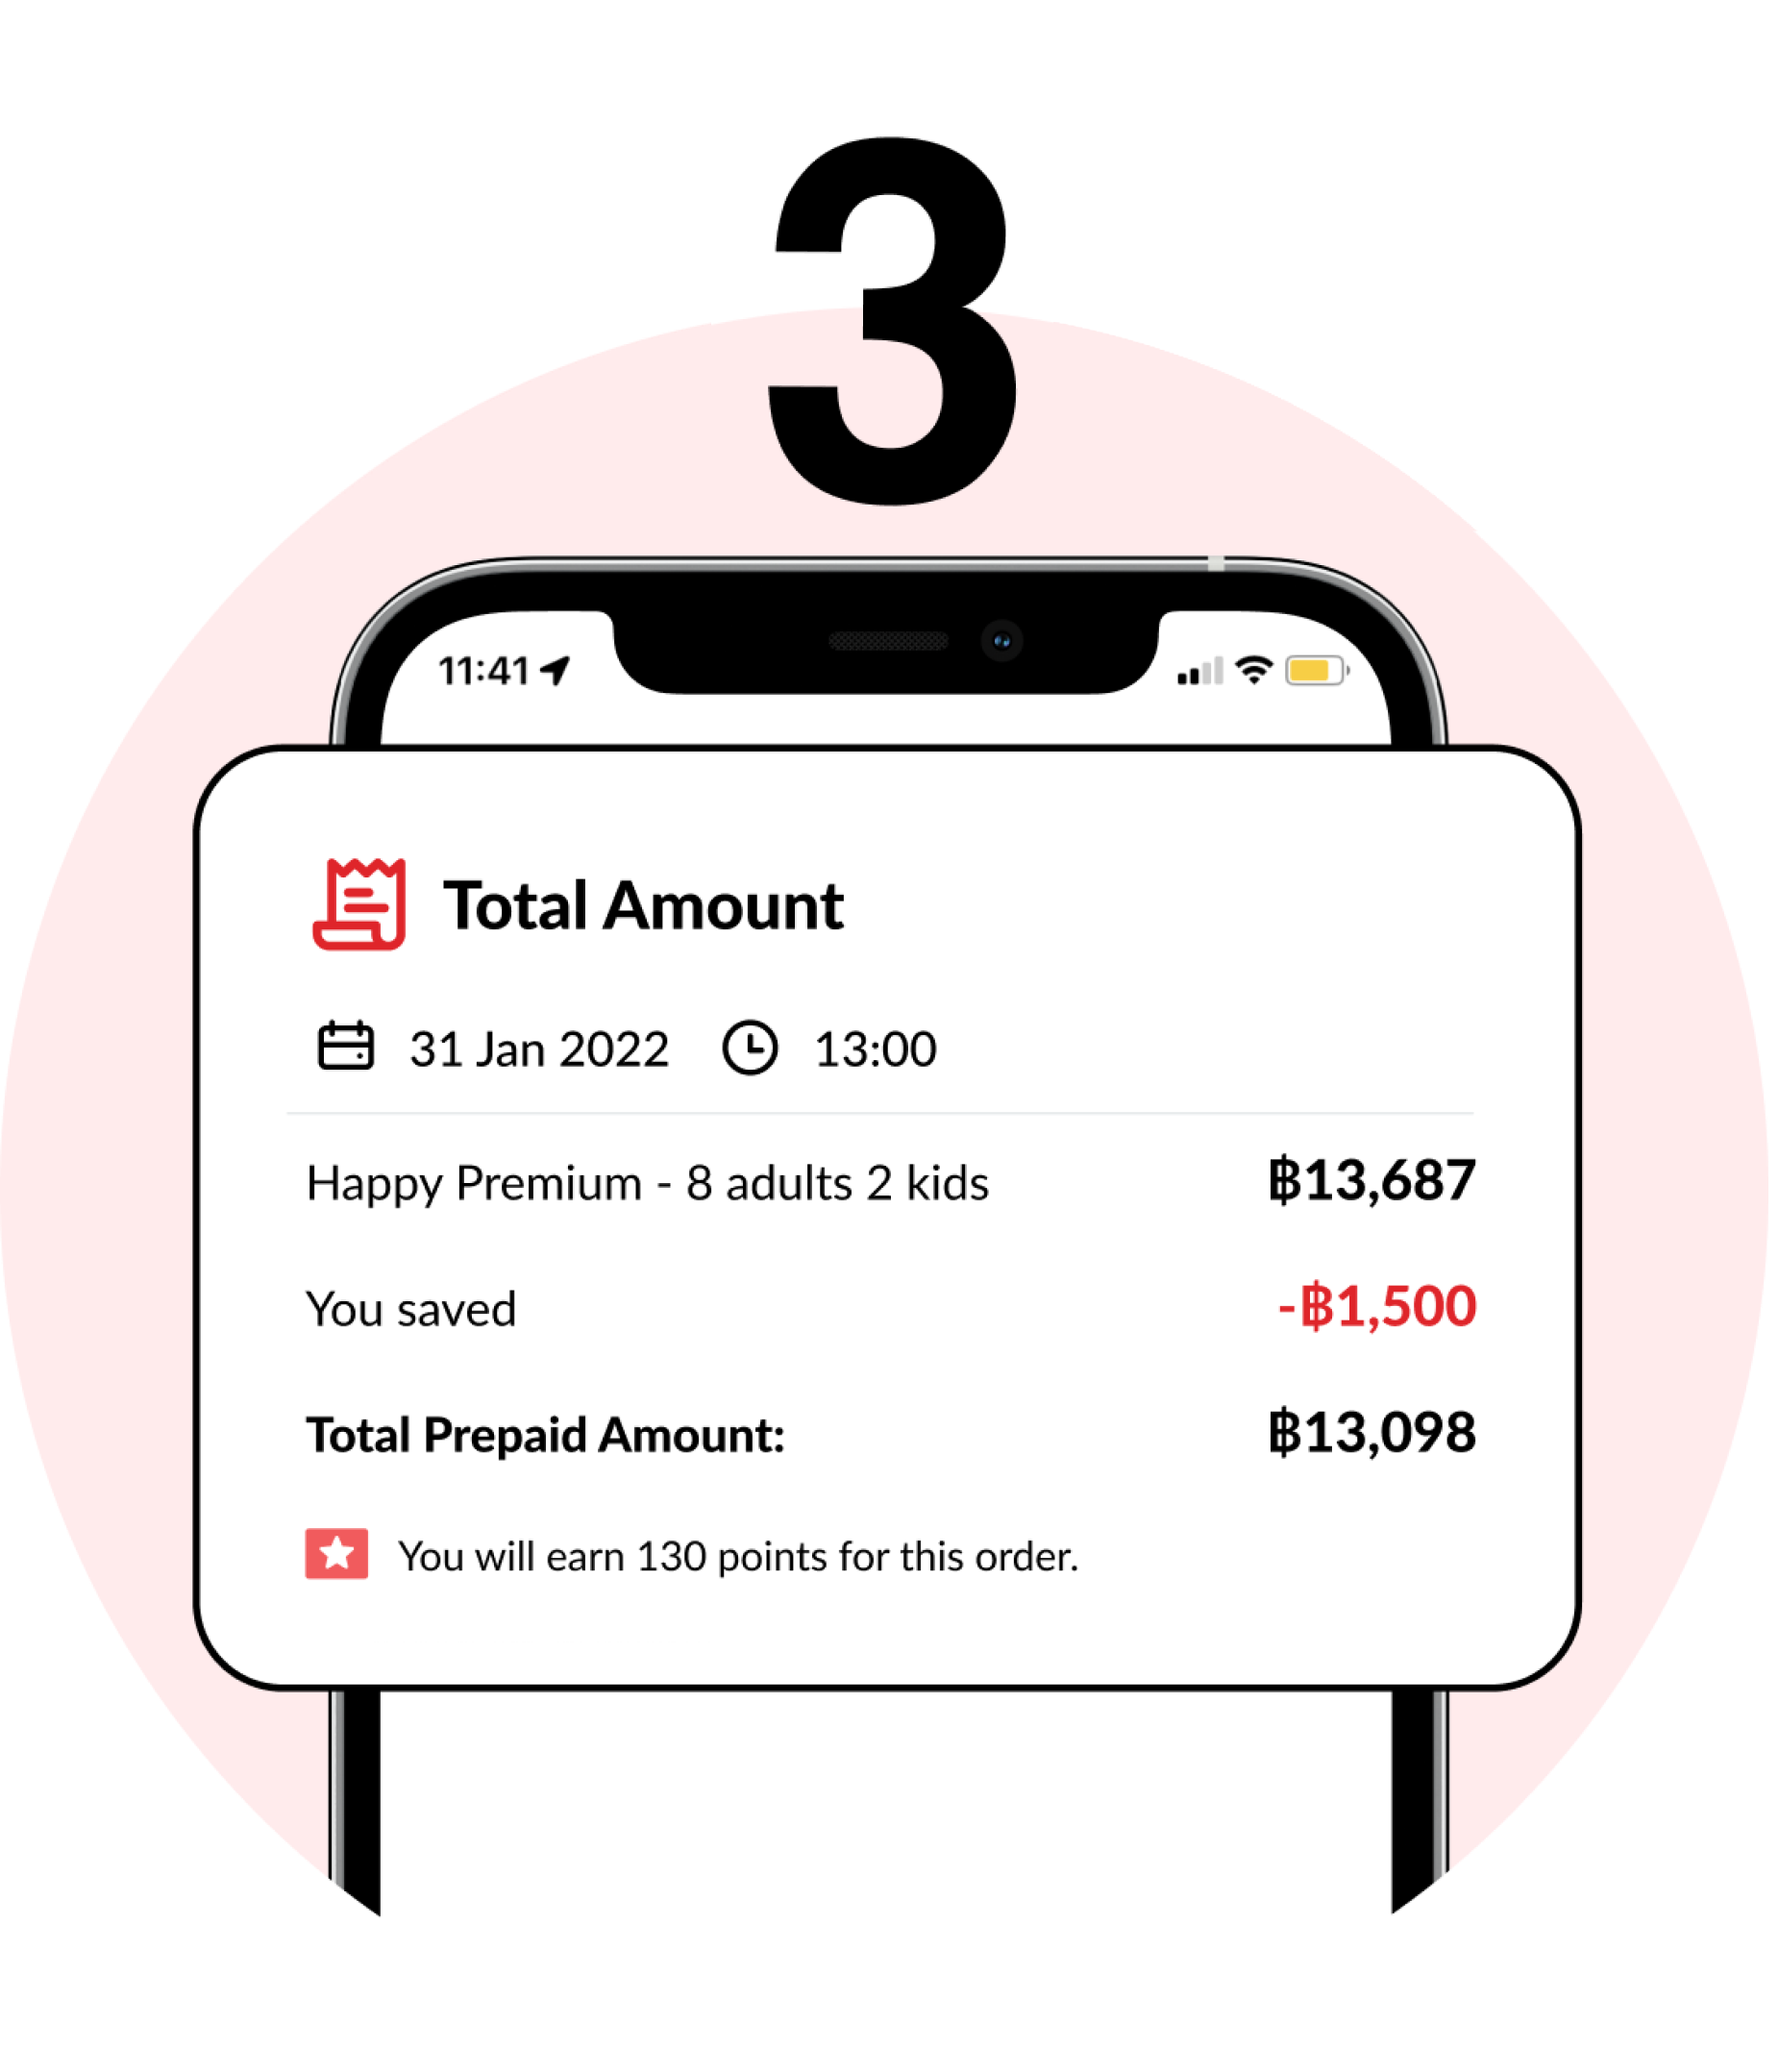 3
11:41
Total Amount
31 Jan 2022 13:00
Happy Premium - 8 adults 2 kids ฿13,687
You saved -฿1,500
Total Prepaid Amount: ฿13,098
You will earn 130 points for this order.